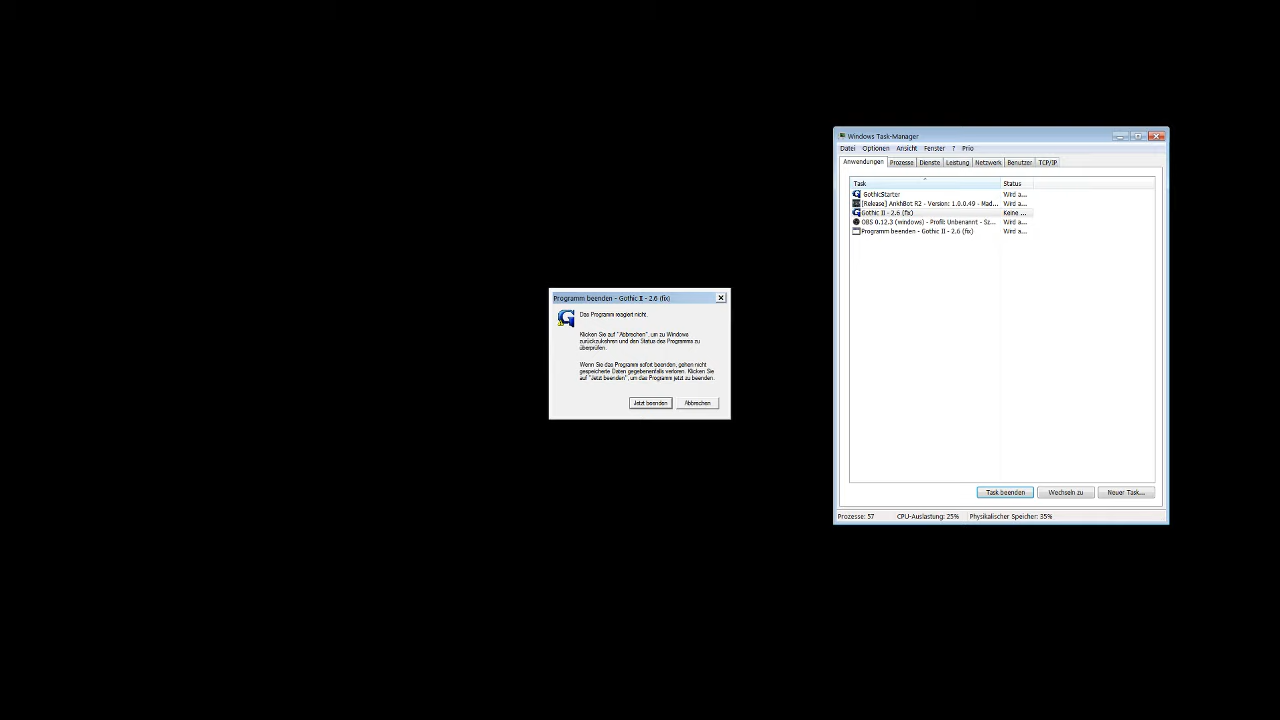 Windows Task-Manager
Datei Optionen Ansicht Fenster ? Prio
Anwendungen Prozesse Dienste Leistung Netzwerk Benutzer TCP/IP
Task Status
GothicStarter Wird a...
[Release] AnkhBot R2 - Version: 1.0.0.49 - Mad... Wird a...
Gothic II - 2.6 (fix) Keine ...
OBS 0.12.3 (windows) - Profil: Unbenannt - Sz... Wird a...
Programm beenden - Gothic II - 2.6 (fix) Wird a...
Programm beenden - Gothic II - 2.6 (fix)
Das Programm reagiert nicht.
Klicken Sie auf "Abbrechen", um zu Windows
zurückzukehren und den Status des Programms zu
überprüfen.
Wenn Sie das Programm sofort beenden, gehen nicht
gespeicherte Daten gegebenenfalls verloren. Klicken Sie
auf "Jetzt beenden", um das Programm jetzt zu beenden.
Jetzt beenden Abbrechen
Task beenden Wechseln zu Neuer Task...
Prozesse: 57 CPU-Auslastung: 25% Physikalischer Speicher: 35%